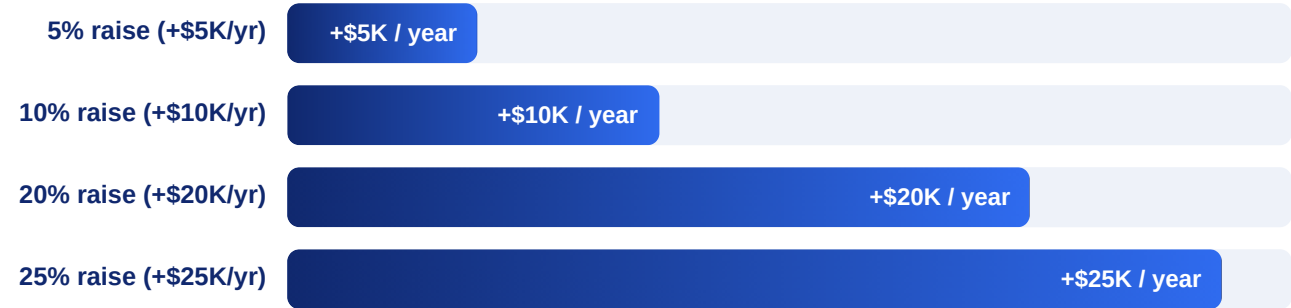 5% raise (+$5K/yr) +$5K / year
10% raise (+$10K/yr) +$10K / year
20% raise (+$20K/yr) +$20K / year
25% raise (+$25K/yr) +$25K / year